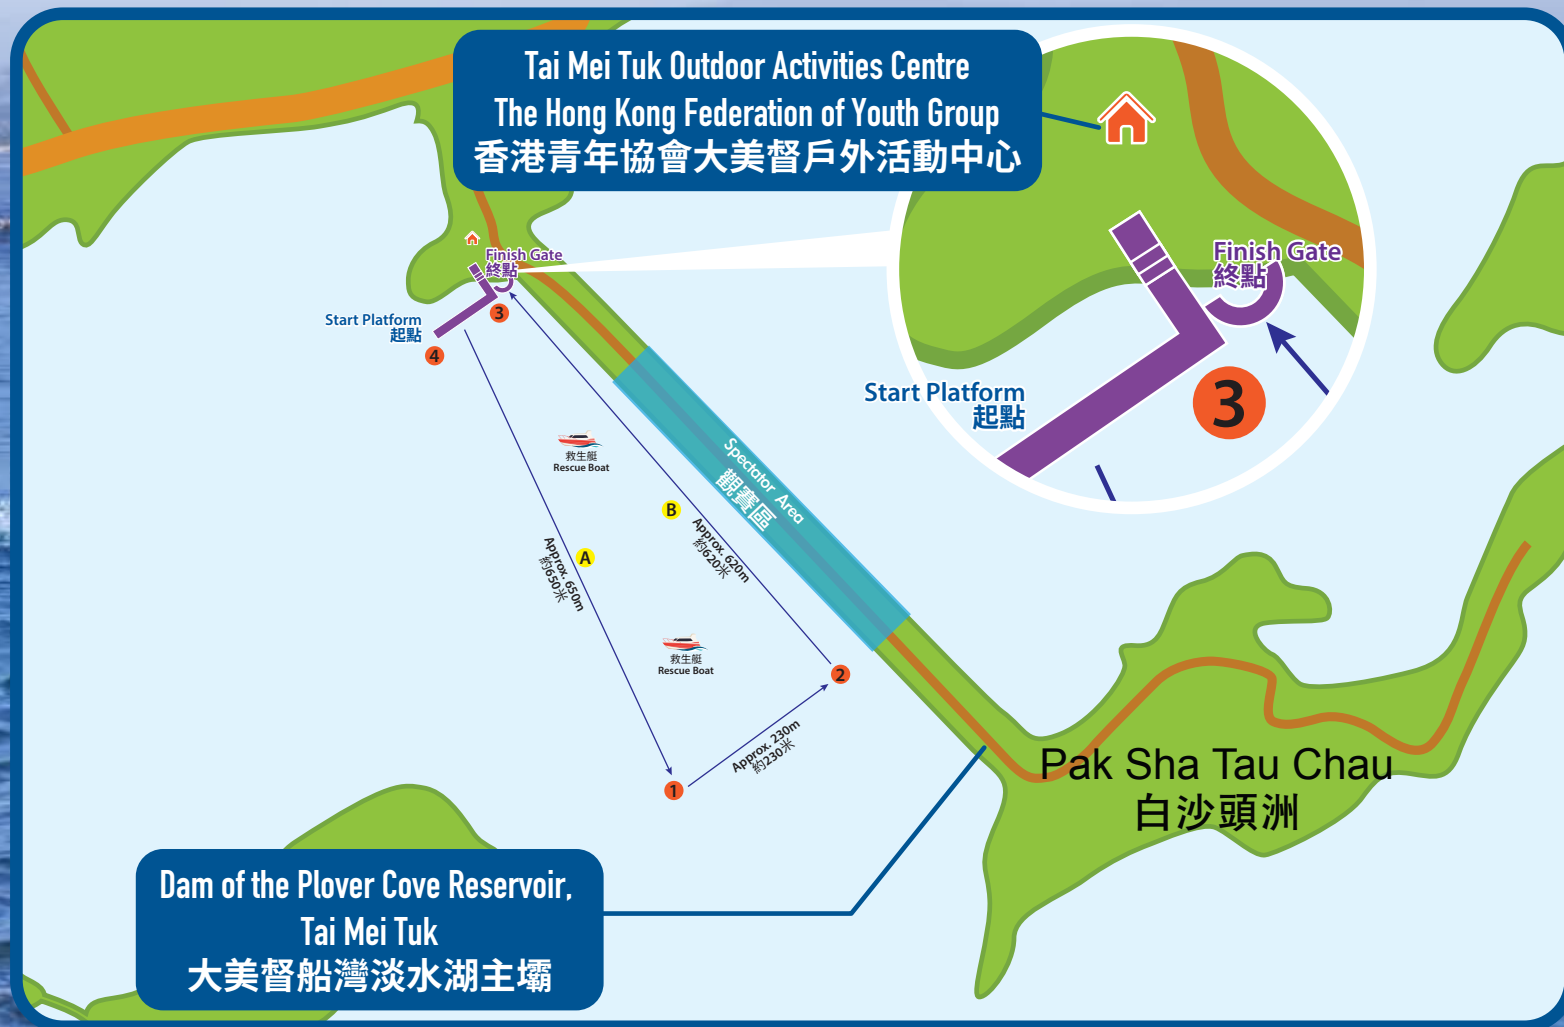 Tai Mei Tuk Outdoor Activities Centre
The Hong Kong Federation of Youth Group
香港青年協會大美督戶外活動中心
Finish Gate
終點
Start Platform
起點
3
4
Finish Gate
終點
Start Platform
起點
3
救生艇
Rescue Boat
Spectator Area
觀賽區
B
Approx. 620m
約620米
A
Approx. 650m
約650米
救生艇
Rescue Boat
2
Approx. 230m
約230米
1
Pak Sha Tau Chau
白沙頭洲
Dam of the Plover Cove Reservoir,
Tai Mei Tuk
大美督船灣淡水湖主壩